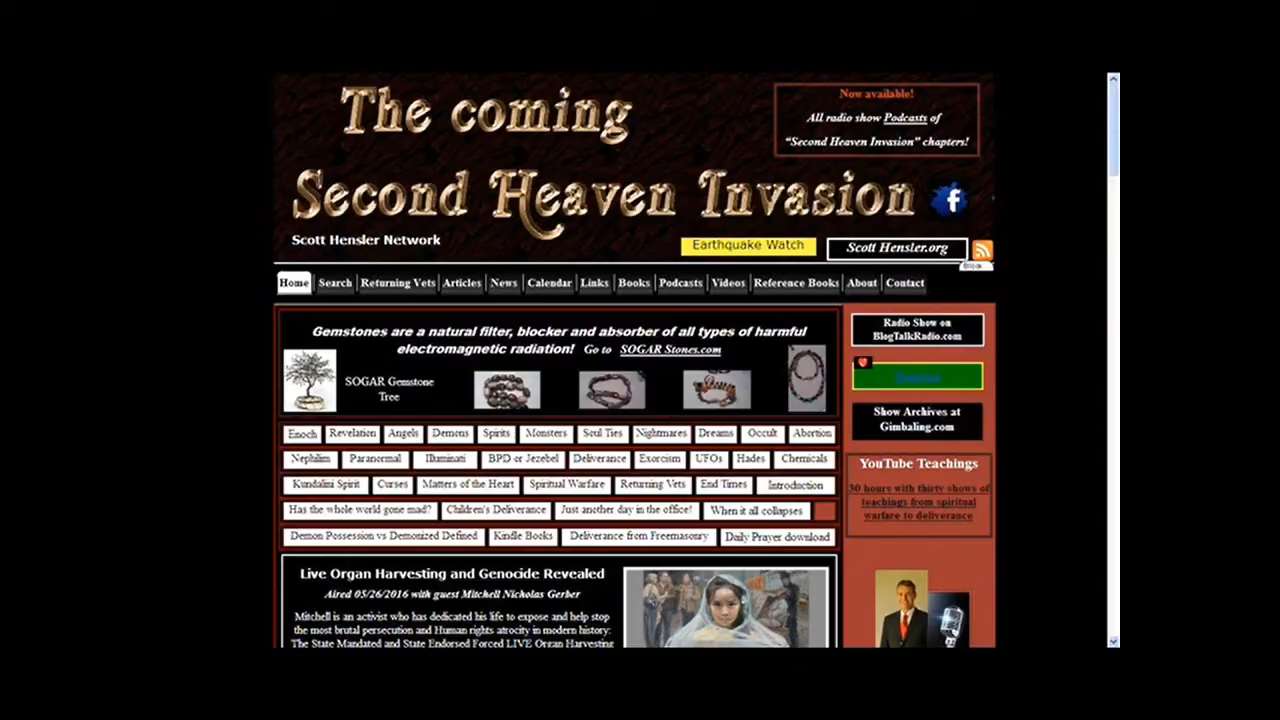 The coming
Second Heaven Invasion
Now available!
All radio show Podcasts of
“Second Heaven Invasion” chapters!
f
Scott Hensler Network
Earthquake Watch
Scott Hensler.org
Home Search Returning Vets Articles News Calendar Links Books Podcasts Videos Reference Books About Contact
Gemstones are a natural filter, blocker and absorber of all types of harmful
electromagnetic radiation! Go to SOGAR Stones.com
SOGAR Gemstone
Tree
Enoch Revelation Angels Demons Spirits Monsters Soul Ties Nightmares Dreams Occult Abortion
Nephilim Paranormal Illuminati BPD or Jezebel Deliverance Exorcism UFOs Hades Chemicals
Kundalini Spirit Curses Matters of the Heart Spiritual Warfare Returning Vets End Times Introduction
Has the whole world gone mad? Children's Deliverance Just another day in the office! When it all collapses
Demon Possession vs Demonized Defined Kindle Books Deliverance from Freemasonry Daily Prayer download
Live Organ Harvesting and Genocide Revealed
Aired 05/26/2016 with guest Mitchell Nicholas Gerber
Mitchell is an activist who has dedicated his life to expose and help stop
the most brutal persecution and Human rights atrocity in modern history:
The State Mandated and State Endorsed Forced LIVE Organ Harvesting
Radio Show on
BlogTalkRadio.com
Show Archives at
Gimbaling.com
YouTube Teachings
30 hours with thirty shows of
teachings from spiritual
warfare to deliverance